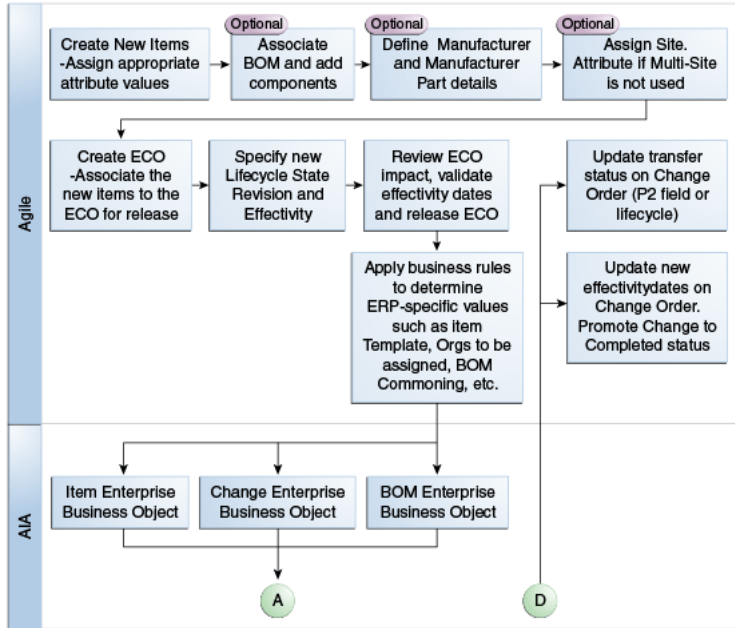 Optional
Optional
Optional
Create New Items
-Assign appropriate
attribute values
Associate
BOM and add
components
Define Manufacturer
and Manufacturer
Part details
Assign Site.
Attribute if Multi-Site
is not used
Agile
Create ECO
-Associate the
new items to the
ECO for release
Specify new
Lifecycle State
Revision and
Effectivity
Review ECO
impact, validate
effectivity dates
and release ECO
Update transfer
status on Change
Order (P2 field or
lifecycle)
Apply business rules
to determine
ERP-specific values
such as item
Template, Orgs to be
assigned, BOM
Commoning, etc.
Update new
effectivitydates on
Change Order.
Promote Change to
Completed status
AIA
Item Enterprise
Business Object
Change Enterprise
Business Object
BOM Enterprise
Business Object
A
D